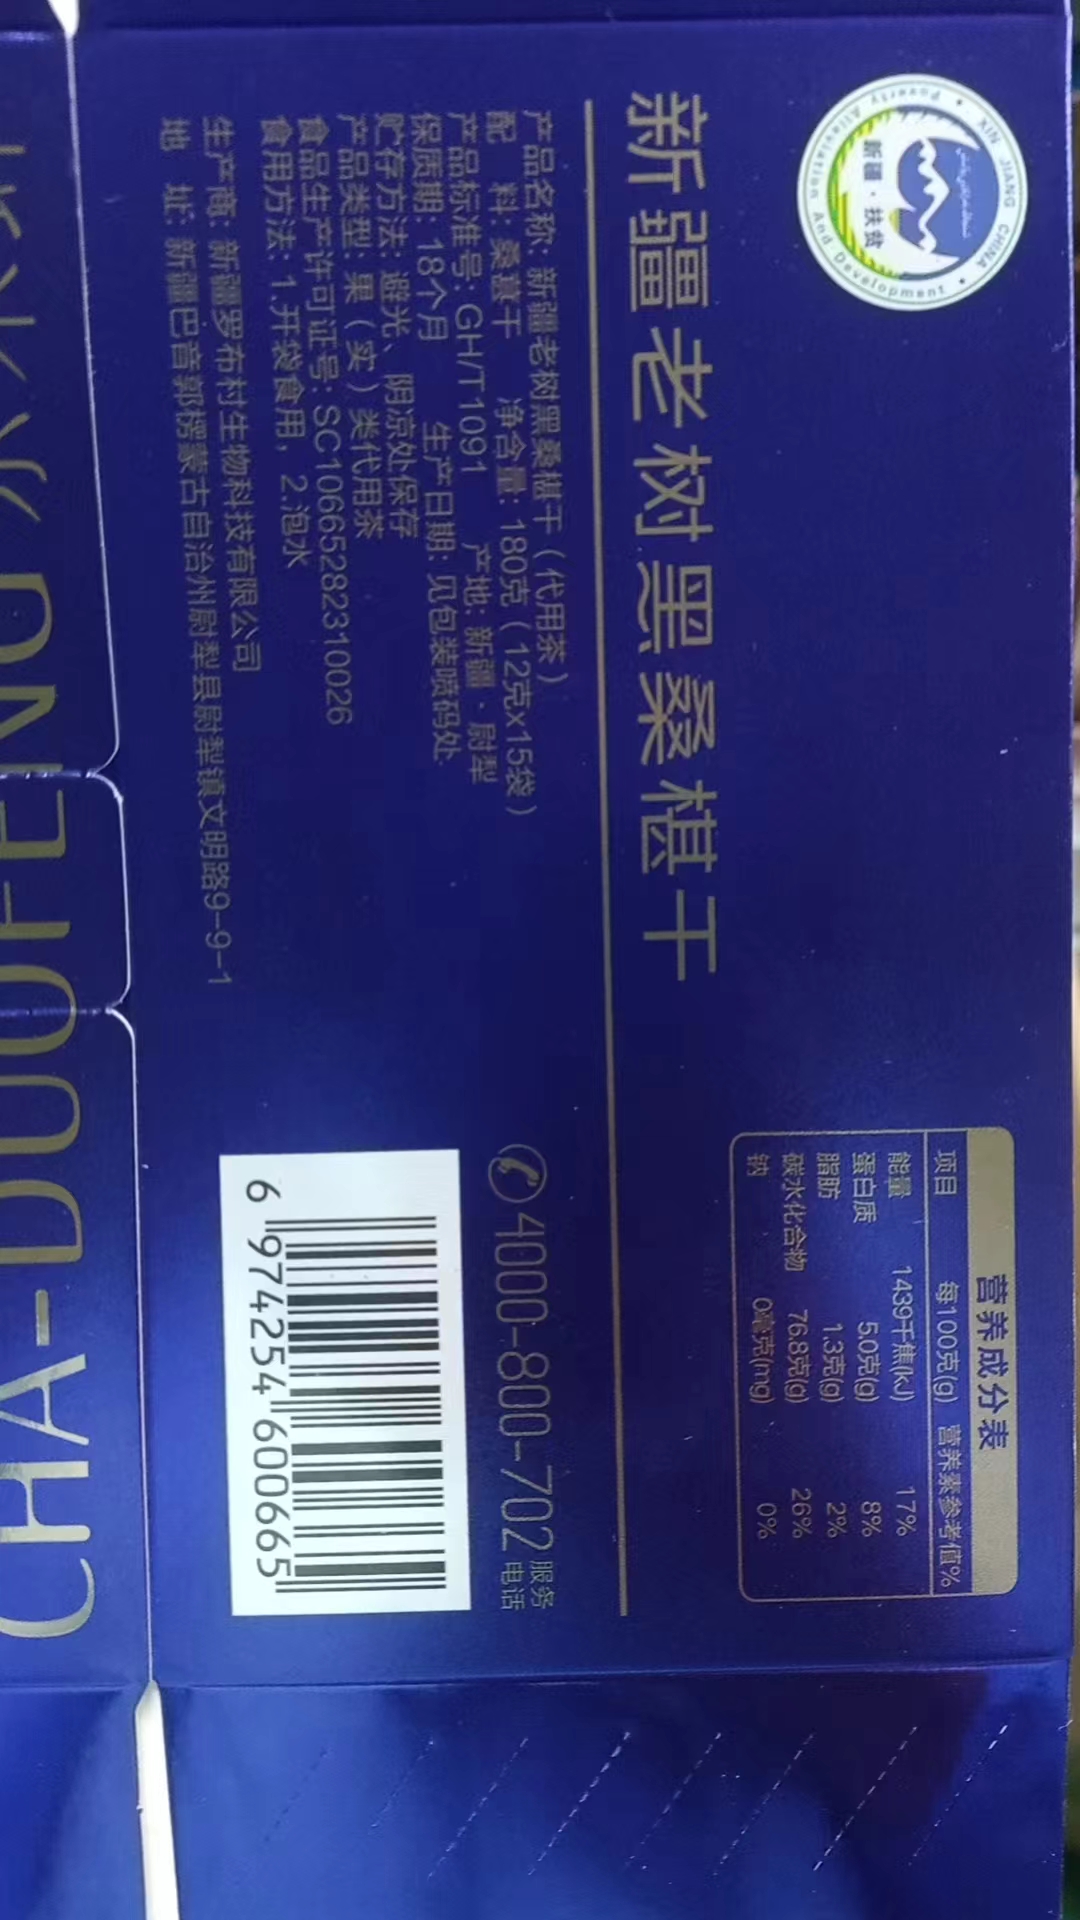 XIN JIANG CHINA
新疆·扶贫
Poverty Alleviation And Development
新疆老树黑桑椹干
产品名称: 新疆老树黑桑椹干（代用茶）
配 料: 桑葚干 净含量: 180克（12克x15袋）
产品标准号: GH/T1091 产地: 新疆·尉犁
保质期: 18个月 生产日期: 见包装喷码处
贮存方法: 避光、阴凉处保存
产品类型: 果（实）类代用茶
食品生产许可证号: SC10665282310026
食用方法: 1.开袋食用, 2.泡水
生产商: 新疆罗布村生物科技有限公司
地 址: 新疆巴音郭楞蒙古自治州尉犁县尉犁镇文明路9-9-1
营养成分表
项目 每100克(g) 营养素参考值%
能量 1439千焦(kJ) 17%
蛋白质 5.0克(g) 8%
脂肪 1.3克(g) 2%
碳水化合物 76.8克(g) 26%
钠 0毫克(mg) 0%
4000-800-702 服务电话
6 974254 600665